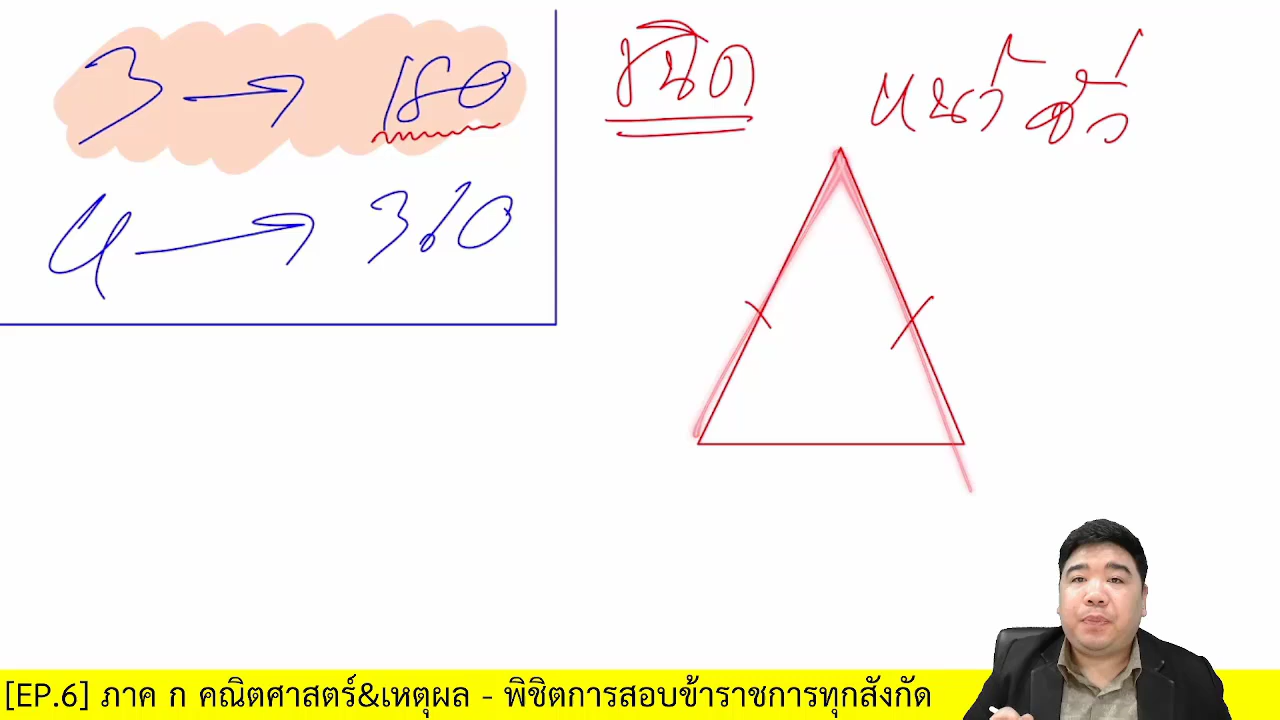 3 → 180
4 → 360
ชนิด
หน้าจั่ว
[EP.6] ภาค ก คณิตศาสตร์&เหตุผล - พิชิตการสอบข้าราชการทุกสังกัด